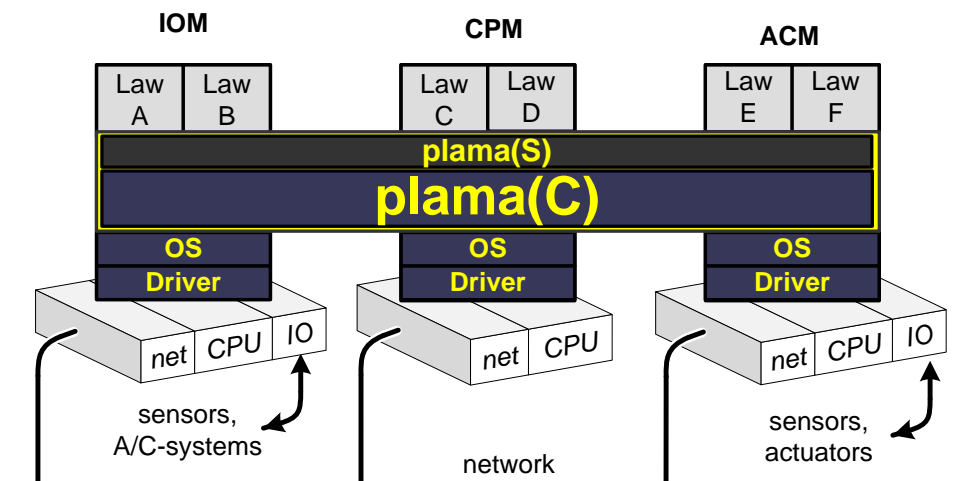 IOM
CPM
ACM
Law
A
Law
B
Law
C
Law
D
Law
E
Law
F
plama(S)
plama(C)
OS
OS
OS
Driver
Driver
Driver
net
CPU
IO
net
CPU
net
CPU
IO
sensors,
A/C-systems
network
sensors,
actuators